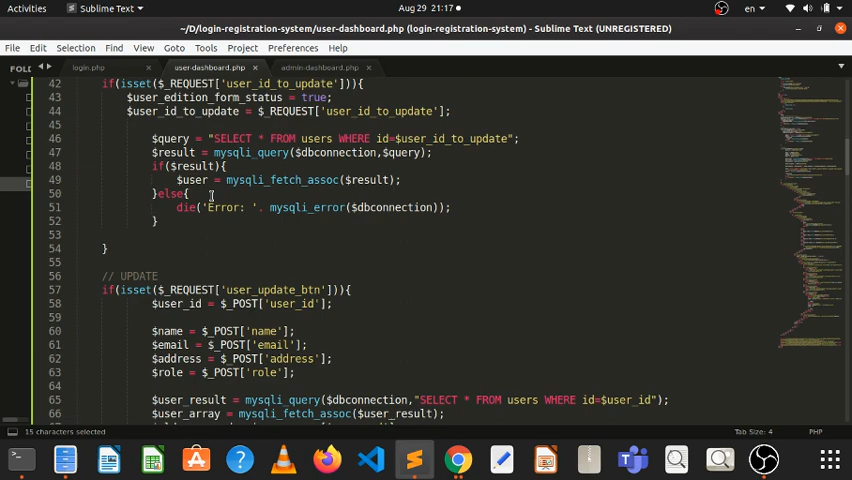 Activities
Sublime Text ▾
Aug 29 21:17
en ▾
~/D/login-registration-system/user-dashboard.php (login-registration-system) - Sublime Text (UNREGISTERED)
File Edit Selection Find View Goto Tools Project Preferences Help
FOL
login.php ×
user-dashboard.php ×
admin-dashboard.php ×
42 if(isset($_REQUEST['user_id_to_update'])){
43 $user_edition_form_status = true;
44 $user_id_to_update = $_REQUEST['user_id_to_update'];
45
46 $query = "SELECT * FROM users WHERE id=$user_id_to_update";
47 $result = mysqli_query($dbconnection,$query);
48 if($result){
49 $user = mysqli_fetch_assoc($result);
50 }else{
51 die('Error: '. mysqli_error($dbconnection));
52 }
53
54 }
55
56 // UPDATE
57 if(isset($_REQUEST['user_update_btn'])){
58 $user_id = $_POST['user_id'];
59
60 $name = $_POST['name'];
61 $email = $_POST['email'];
62 $address = $_POST['address'];
63 $role = $_POST['role'];
64
65 $user_result = mysqli_query($dbconnection,"SELECT * FROM users WHERE id=$user_id");
66 $user_array = mysqli_fetch_assoc($user_result);
15 characters selected
Tab Size: 4
PHP